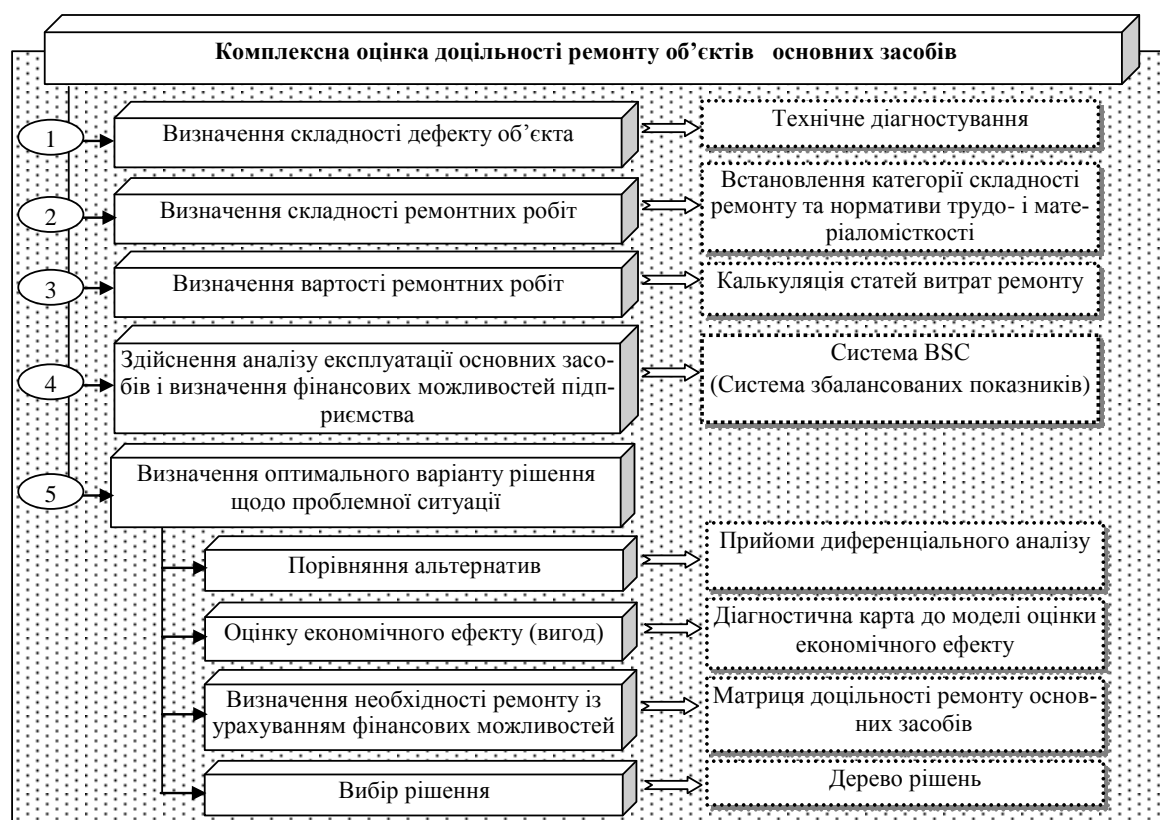 Комплексна оцінка доцільності ремонту об’єктів основних засобів
1
Визначення складності дефекту об’єкта
Технічне діагностування
2
Визначення складності ремонтних робіт
Встановлення категорії складності
ремонту та нормативи трудо- і мате-
ріаломісткості
3
Визначення вартості ремонтних робіт
Калькуляція статей витрат ремонту
4
Здійснення аналізу експлуатації основних засо-
бів і визначення фінансових можливостей підп-
риємства
Система BSC
(Система збалансованих показників)
5
Визначення оптимального варіанту рішення
щодо проблемної ситуації
Порівняння альтернатив
Прийоми диференціального аналізу
Оцінку економічного ефекту (вигод)
Діагностична карта до моделі оцінки
економічного ефекту
Визначення необхідності ремонту із
урахуванням фінансових можливостей
Матриця доцільності ремонту основ-
них засобів
Вибір рішення
Дерево рішень